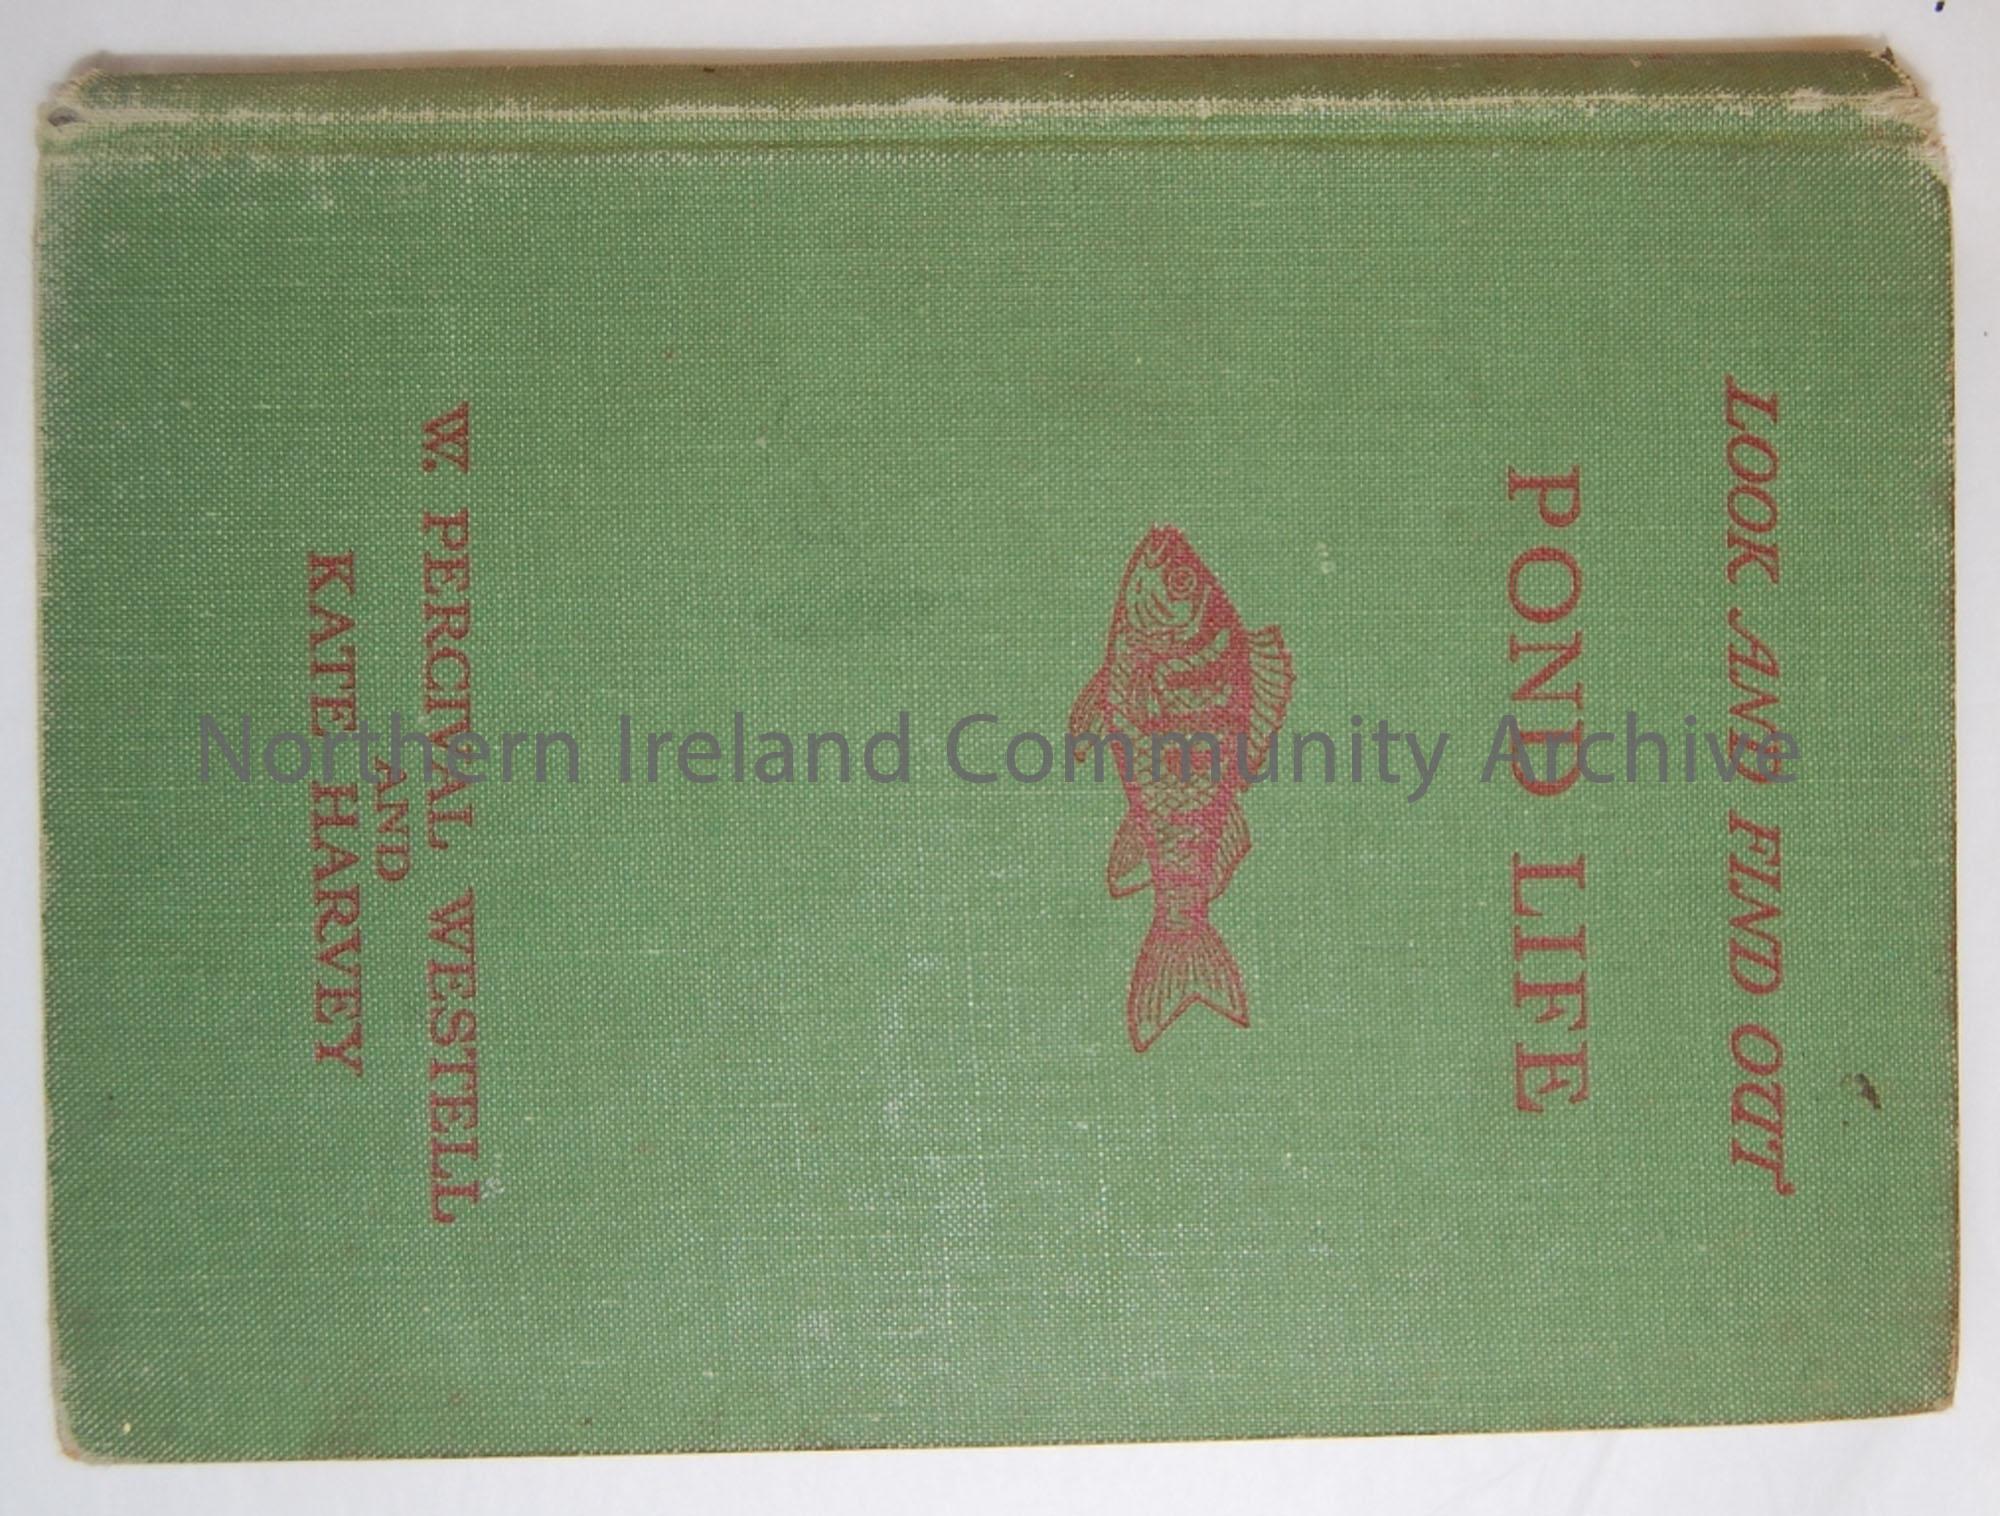 LOOK AND FIND OUT
POND LIFE
W. PERCIVAL WESTELL
AND
KATE HARVEY
Northern Ireland Community Archive